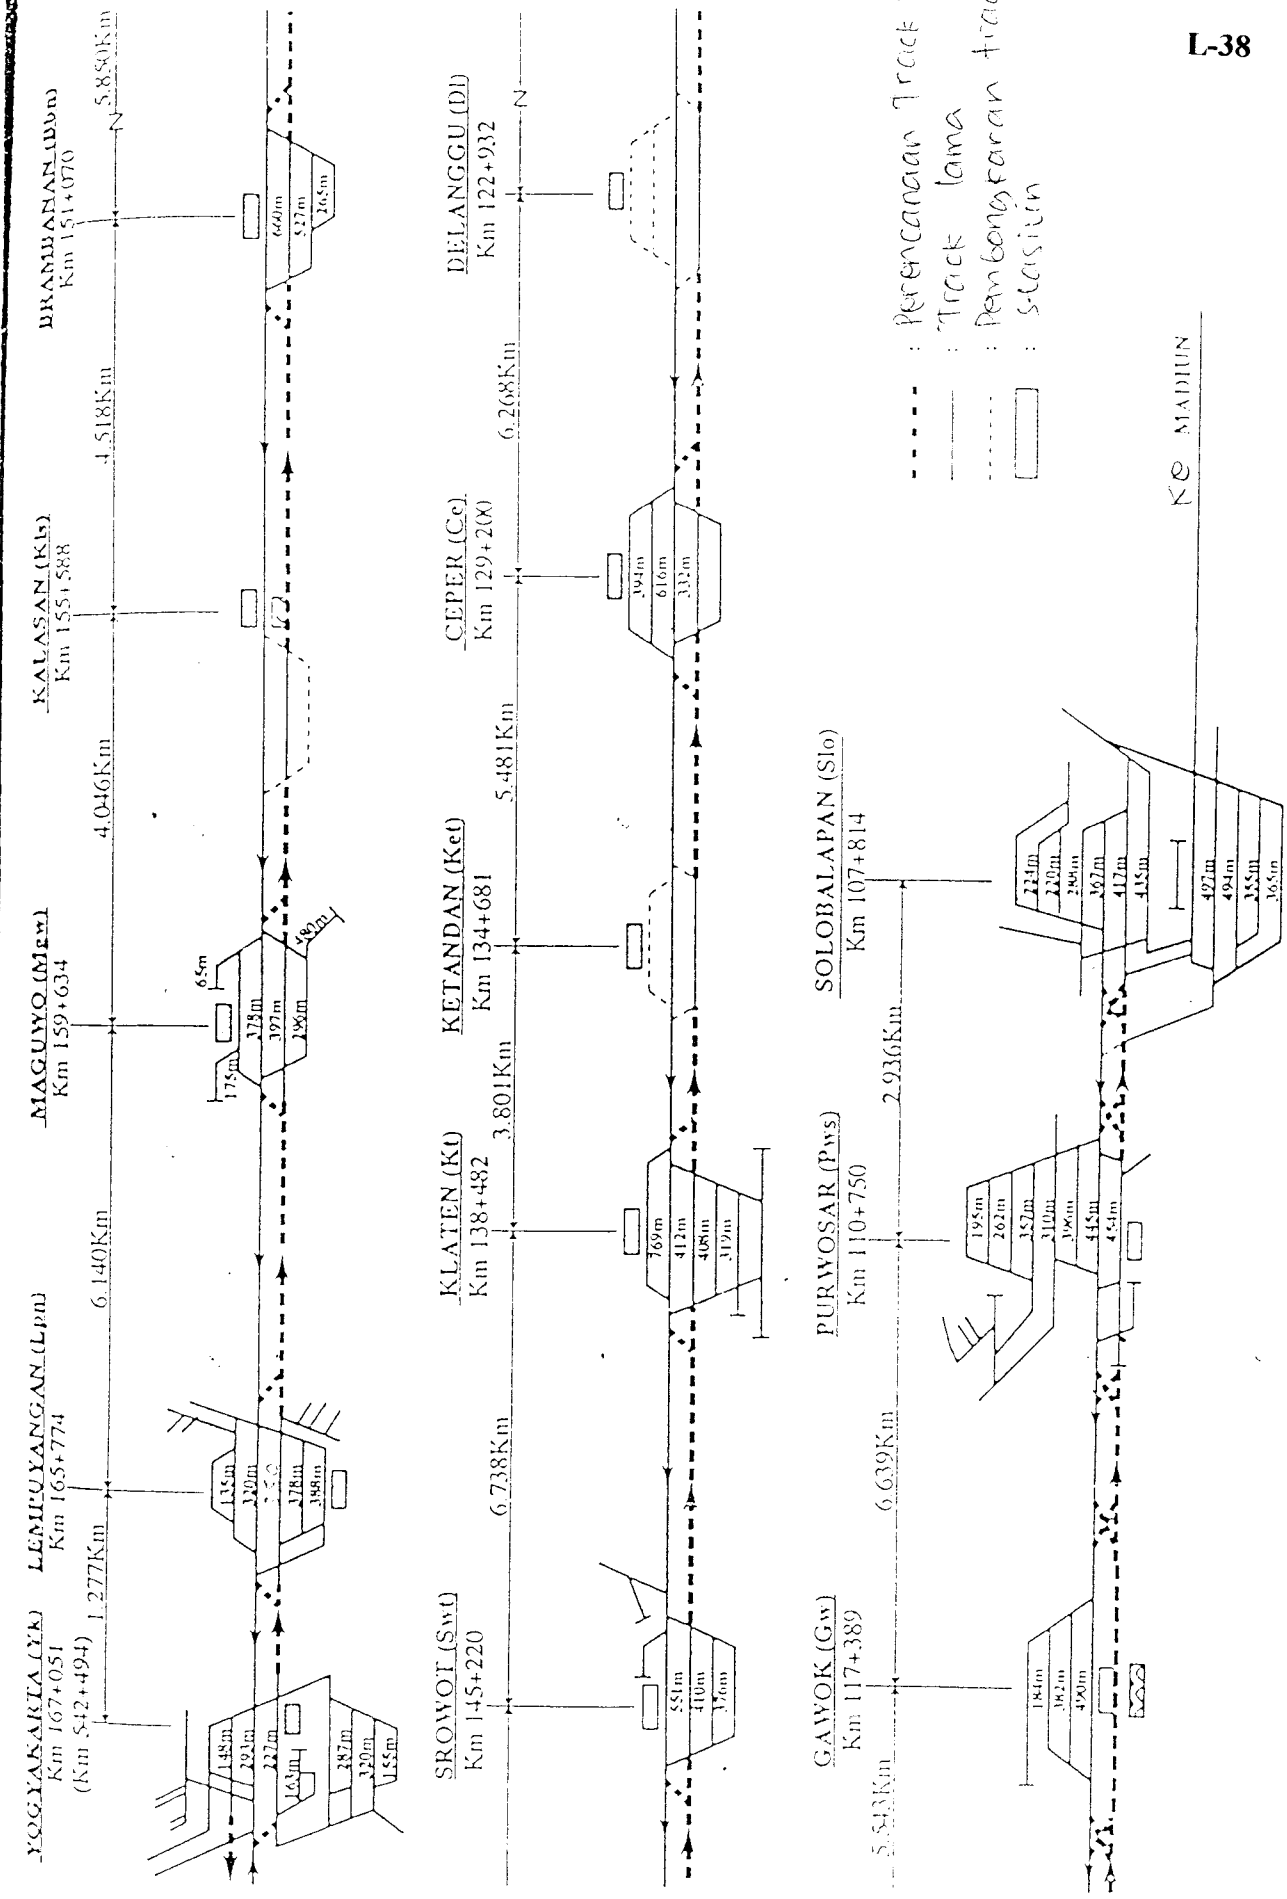 L-38
YOGYAKARTA (Yk)
Km 167+051
(Km 542+494)
1.277Km
LEMPUYANGAN (Lpn)
Km 165+774
6.140Km
MAGUWO (Mgw)
Km 159+634
4.046Km
KALASAN (Kls)
Km 155+588
4.518Km
BRAMBANAN (Bbn)
Km 151+070
5.850Km
148m
293m
227m
163m
287m
320m
155m
135m
320m
378m
388m
175m
65m
378m
397m
296m
480m
660m
527m
265m
SROWOT (Swt)
Km 145+220
6.738Km
KLATEN (Kt)
Km 138+482
3.801Km
KETANDAN (Ket)
Km 134+681
5.481Km
CEPER (Ce)
Km 129+200
6.268Km
DELANGGU (Dl)
Km 122+932
551m
410m
376m
769m
412m
408m
319m
394m
616m
332m
5.543Km
GAWOK (Gw)
Km 117+389
6.639Km
PURWOSAR (Pws)
Km 110+750
2.936Km
SOLOBALAPAN (Slo)
Km 107+814
184m
382m
490m
195m
262m
357m
310m
396m
445m
454m
224m
220m
288m
367m
417m
435m
497m
494m
355m
365m
Ke MADIUN
: Perencanaan Track
: Track lama
: Pembongkaran trac
: stasiun